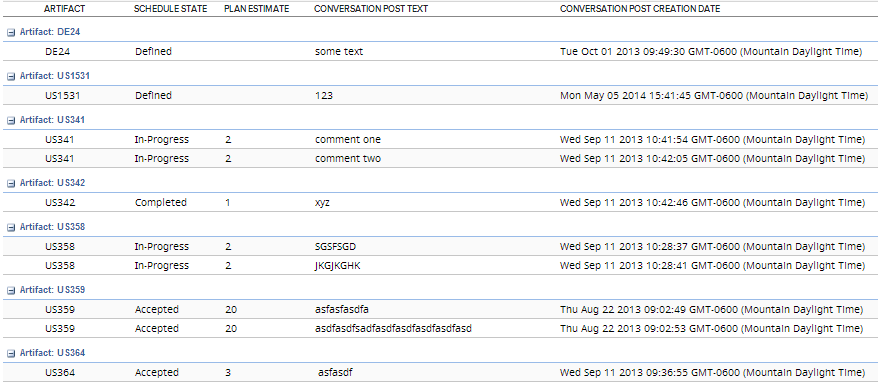 ARTIFACT SCHEDULE STATE PLAN ESTIMATE CONVERSATION POST TEXT CONVERSATION POST CREATION DATE
Artifact: DE24
DE24 Defined some text Tue Oct 01 2013 09:49:30 GMT-0600 (Mountain Daylight Time)
Artifact: US1531
US1531 Defined 123 Mon May 05 2014 15:41:45 GMT-0600 (Mountain Daylight Time)
Artifact: US341
US341 In-Progress 2 comment one Wed Sep 11 2013 10:41:54 GMT-0600 (Mountain Daylight Time)
US341 In-Progress 2 comment two Wed Sep 11 2013 10:42:05 GMT-0600 (Mountain Daylight Time)
Artifact: US342
US342 Completed 1 xyz Wed Sep 11 2013 10:42:46 GMT-0600 (Mountain Daylight Time)
Artifact: US358
US358 In-Progress 2 SGSFSGD Wed Sep 11 2013 10:28:37 GMT-0600 (Mountain Daylight Time)
US358 In-Progress 2 JKGJKGHK Wed Sep 11 2013 10:28:41 GMT-0600 (Mountain Daylight Time)
Artifact: US359
US359 Accepted 20 asfasfasdfa Thu Aug 22 2013 09:02:49 GMT-0600 (Mountain Daylight Time)
US359 Accepted 20 asdfasdfsadfasdfasdfasdfasdfasd Thu Aug 22 2013 09:02:53 GMT-0600 (Mountain Daylight Time)
Artifact: US364
US364 Accepted 3 asfasdf Wed Sep 11 2013 09:36:55 GMT-0600 (Mountain Daylight Time)